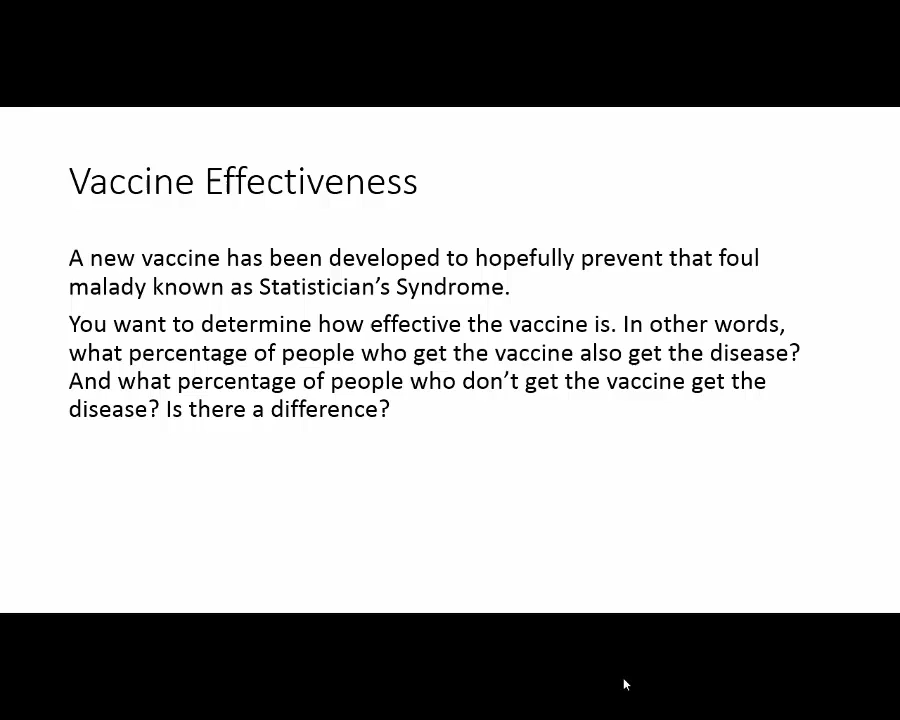 Vaccine Effectiveness
A new vaccine has been developed to hopefully prevent that foul
malady known as Statistician’s Syndrome.
You want to determine how effective the vaccine is. In other words,
what percentage of people who get the vaccine also get the disease?
And what percentage of people who don’t get the vaccine get the
disease? Is there a difference?